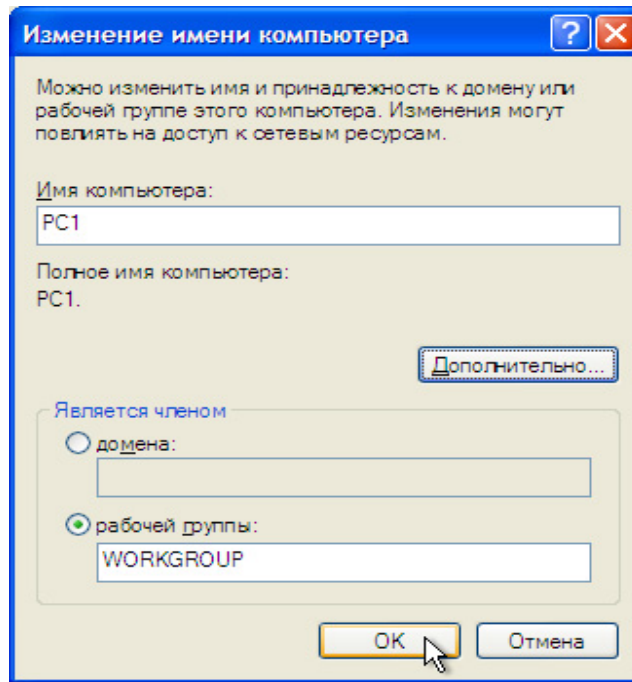 Изменение имени компьютера
?
Можно изменить имя и принадлежность к домену или
рабочей группе этого компьютера. Изменения могут
повлиять на доступ к сетевым ресурсам.
Имя компьютера:
PC1
Полное имя компьютера:
PC1.
Дополнительно...
Является членом
домена:
рабочей группы:
WORKGROUP
OK
Отмена